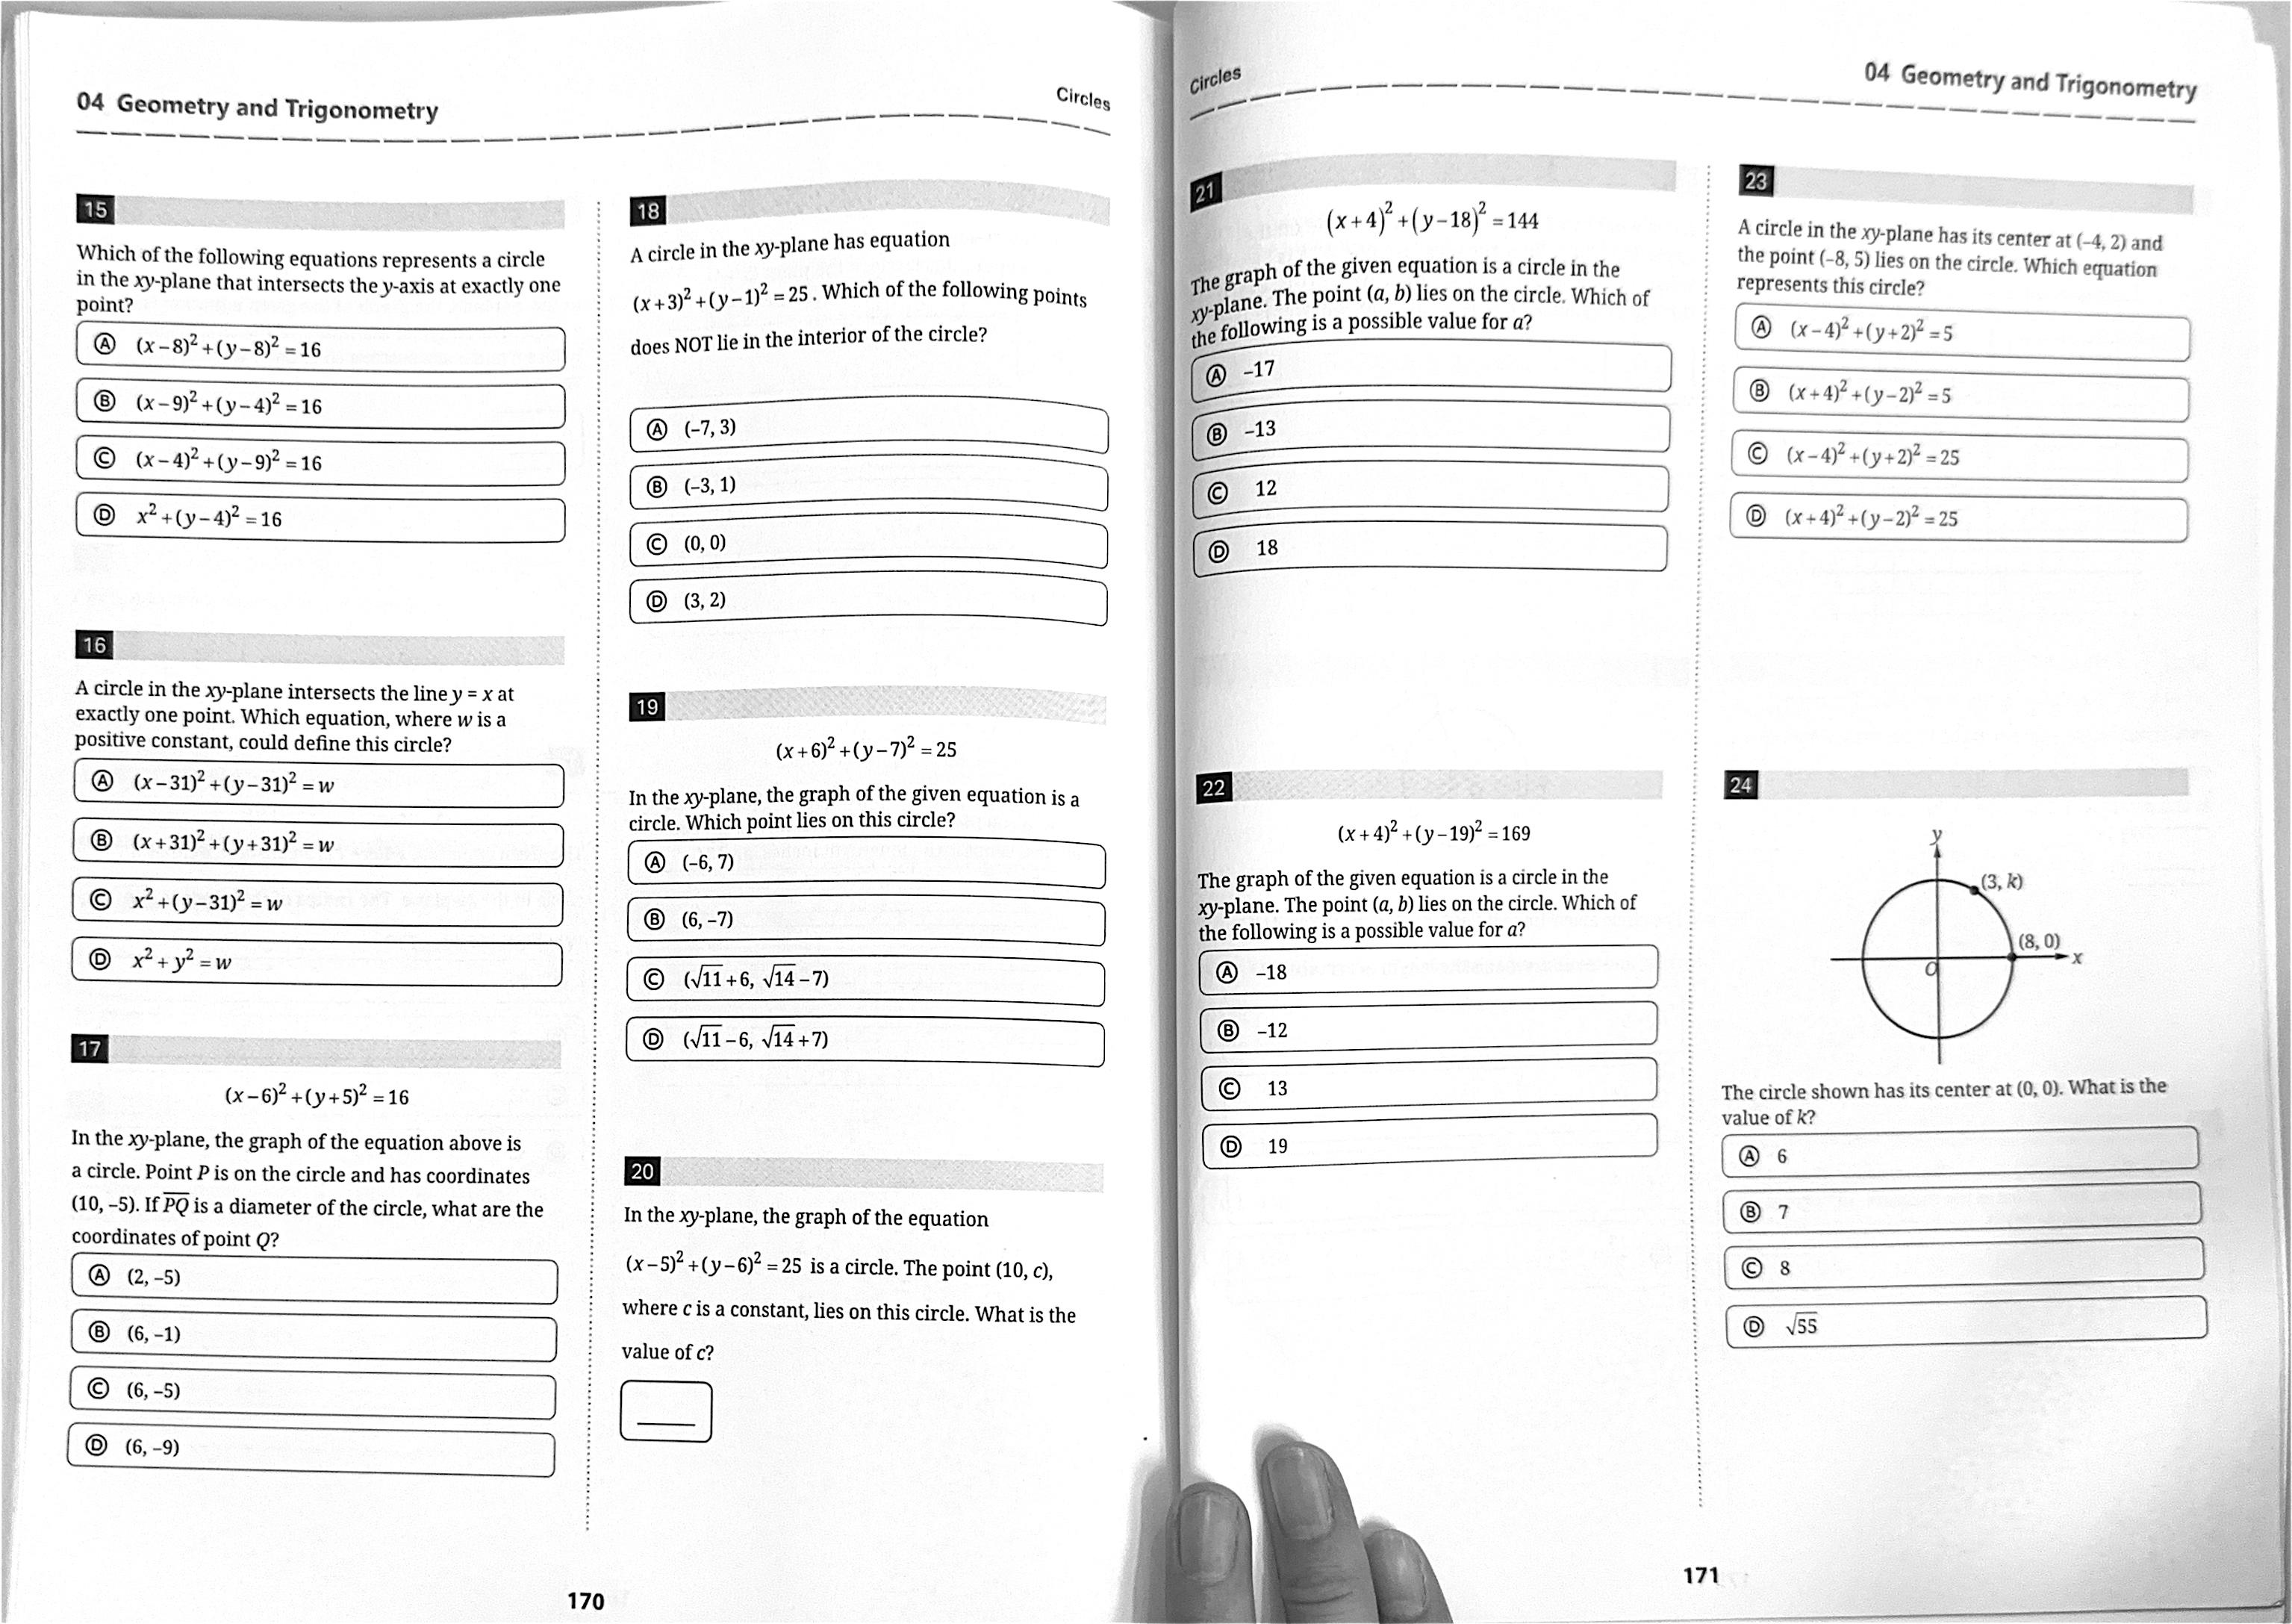 04 Geometry and Trigonometry
Circles
15
Which of the following equations represents a circle
in the xy-plane that intersects the y-axis at exactly one
point?
Ⓐ (x−8)²+(y−8)²=16
Ⓑ (x−9)²+(y−4)²=16
Ⓒ (x−4)²+(y−9)²=16
Ⓓ x²+(y−4)²=16
16
A circle in the xy-plane intersects the line y = x at
exactly one point. Which equation, where w is a
positive constant, could define this circle?
Ⓐ (x−31)²+(y−31)²=w
Ⓑ (x+31)²+(y+31)²=w
Ⓒ x²+(y−31)²=w
Ⓓ x²+y²=w
17
(x−6)²+(y+5)²=16
In the xy-plane, the graph of the equation above is
a circle. Point P is on the circle and has coordinates
(10, −5). If P̅Q̅ is a diameter of the circle, what are the
coordinates of point Q?
Ⓐ (2, −5)
Ⓑ (6, −1)
Ⓒ (6, −5)
Ⓓ (6, −9)
18
A circle in the xy-plane has equation
(x+3)²+(y−1)²=25. Which of the following points
does NOT lie in the interior of the circle?
Ⓐ (−7, 3)
Ⓑ (−3, 1)
Ⓒ (0, 0)
Ⓓ (3, 2)
19
(x+6)²+(y−7)²=25
In the xy-plane, the graph of the given equation is a
circle. Which point lies on this circle?
Ⓐ (−6, 7)
Ⓑ (6, −7)
Ⓒ (√11+6, √14−7)
Ⓓ (√11−6, √14+7)
20
In the xy-plane, the graph of the equation
(x−5)²+(y−6)²=25 is a circle. The point (10, c),
where c is a constant, lies on this circle. What is the
value of c?
170
Circles
04 Geometry and Trigonometry
21
(x+4)²+(y−18)²=144
The graph of the given equation is a circle in the
xy-plane. The point (a, b) lies on the circle. Which of
the following is a possible value for a?
Ⓐ −17
Ⓑ −13
Ⓒ 12
Ⓓ 18
22
(x+4)²+(y−19)²=169
The graph of the given equation is a circle in the
xy-plane. The point (a, b) lies on the circle. Which of
the following is a possible value for a?
Ⓐ −18
Ⓑ −12
Ⓒ 13
Ⓓ 19
23
A circle in the xy-plane has its center at (−4, 2) and
the point (−8, 5) lies on the circle. Which equation
represents this circle?
Ⓐ (x−4)²+(y+2)²=5
Ⓑ (x+4)²+(y−2)²=5
Ⓒ (x−4)²+(y+2)²=25
Ⓓ (x+4)²+(y−2)²=25
24
y
(3, k)
(8, 0)
x
O
The circle shown has its center at (0, 0). What is the
value of k?
Ⓐ 6
Ⓑ 7
Ⓒ 8
Ⓓ √55
171